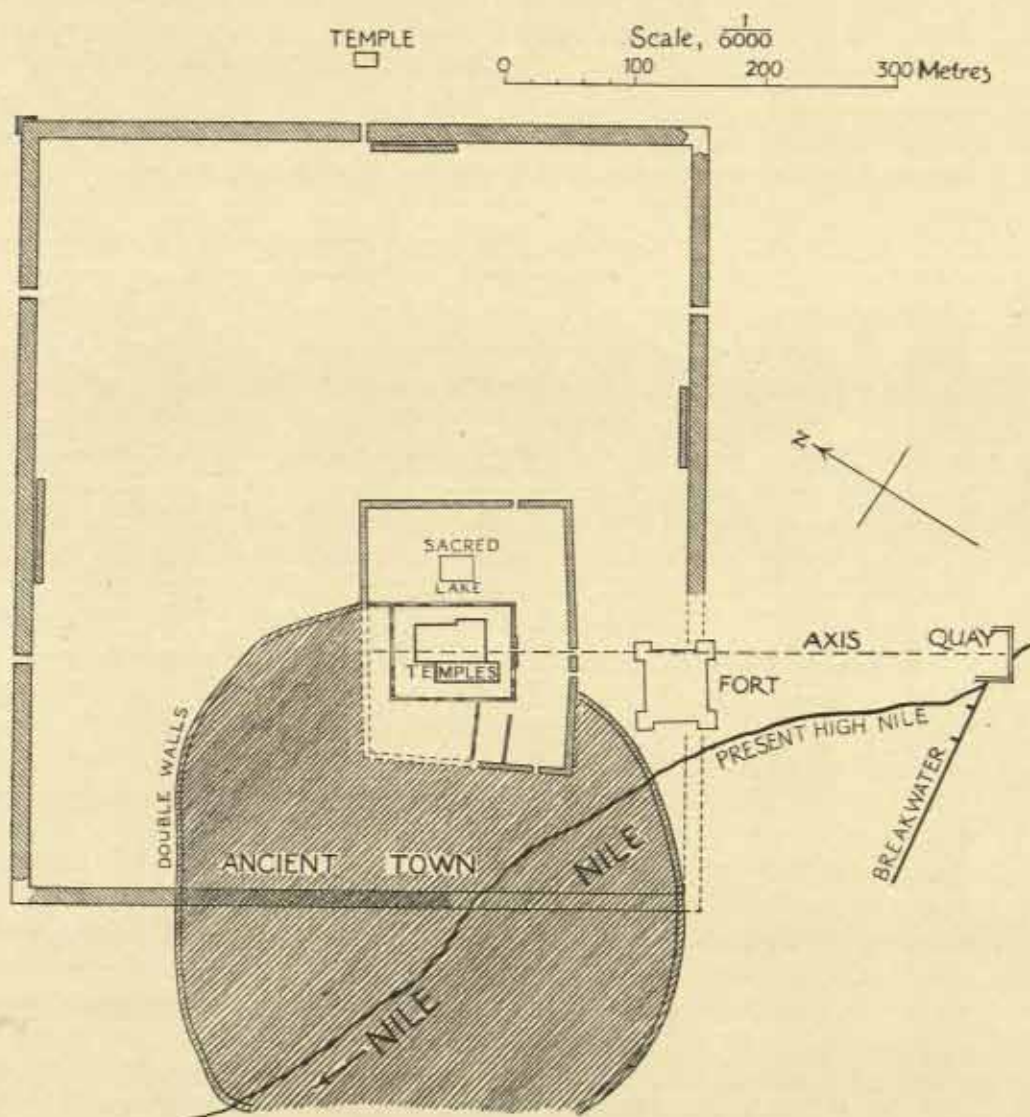 TEMPLE
Scale, 1/6000
0 100 200 300 Metres
N
SACRED
LAKE
TEMPLES
AXIS
QUAY
FORT
PRESENT HIGH NILE
BREAKWATER
DOUBLE WALLS
ANCIENT TOWN
NILE
NILE